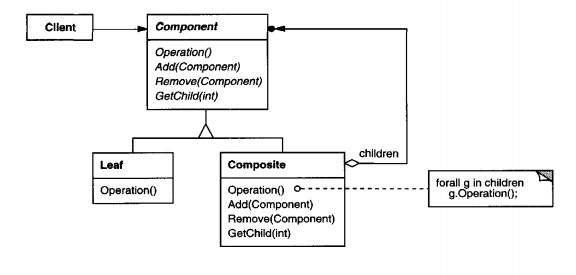 Client
Component
Operation()
Add(Component)
Remove(Component)
GetChild(int)
children
Leaf
Operation()
Composite
Operation()
Add(Component)
Remove(Component)
GetChild(int)
forall g in children
g.Operation();